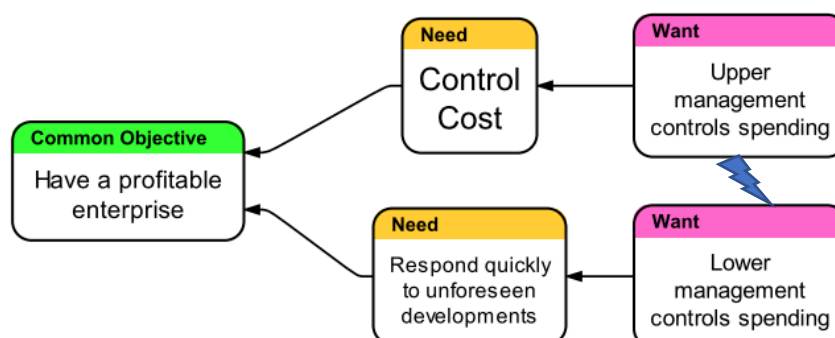 Need
Control
Cost
Want
Upper
management
controls spending
Common Objective
Have a profitable
enterprise
Need
Respond quickly
to unforeseen
developments
Want
Lower
management
controls spending